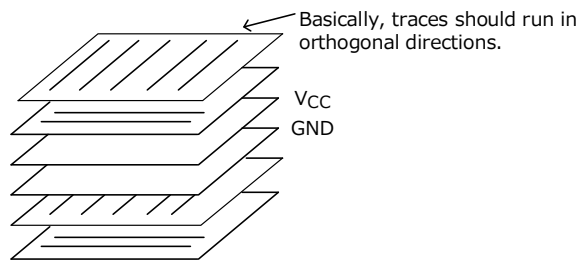 Basically, traces should run in
orthogonal directions.
VCC
GND